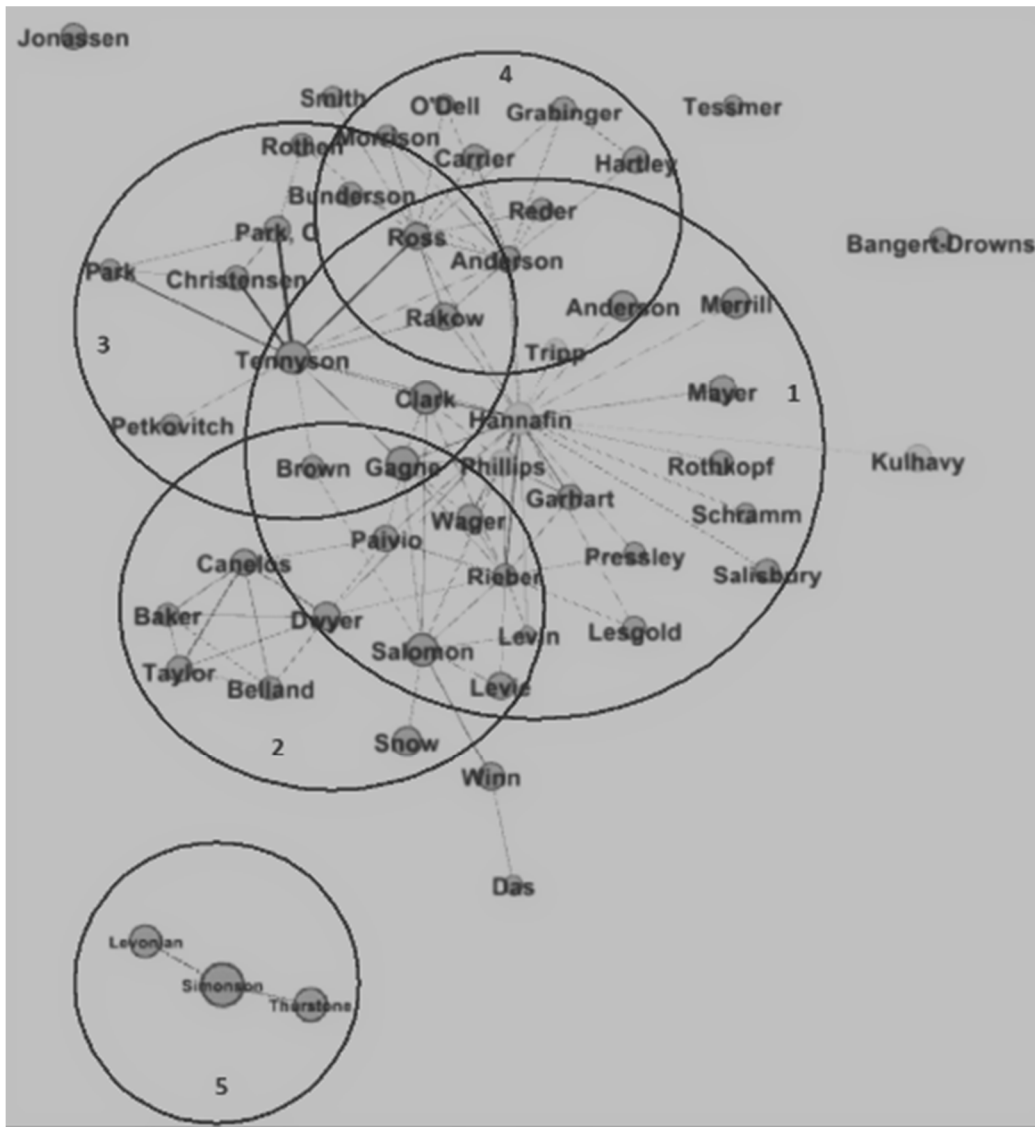 Jonassen
4
Smith
O'Dell
Grabinger
Tessmer
Rothen
Morrison
Carrier
Hartley
Bunderson
Reder
Park, O
Ross
Bangert-Drowns
Anderson
Park
Christensen
Anderson
Merrill
Rakow
3
Tripp
Tennyson
Clark
Mayer
1
Hannafin
Petkovitch
Brown
Gagne
Phillips
Rothkopf
Kulhavy
Garhart
Schramm
Wager
Paivio
Canelos
Pressley
Rieber
Salisbury
Baker
Dwyer
Levin
Lesgold
Salomon
Taylor
Belland
Levie
2
Snow
Winn
Das
Levonian
Simonson
Thurstone
5